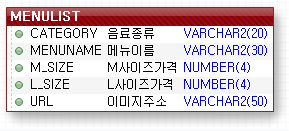 MENULIST
CATEGORY 음료종류 VARCHAR2(20)
MENUNAME 메뉴이름 VARCHAR2(30)
M_SIZE M사이즈가격 NUMBER(4)
L_SIZE L사이즈가격 NUMBER(4)
URL 이미지주소 VARCHAR2(50)